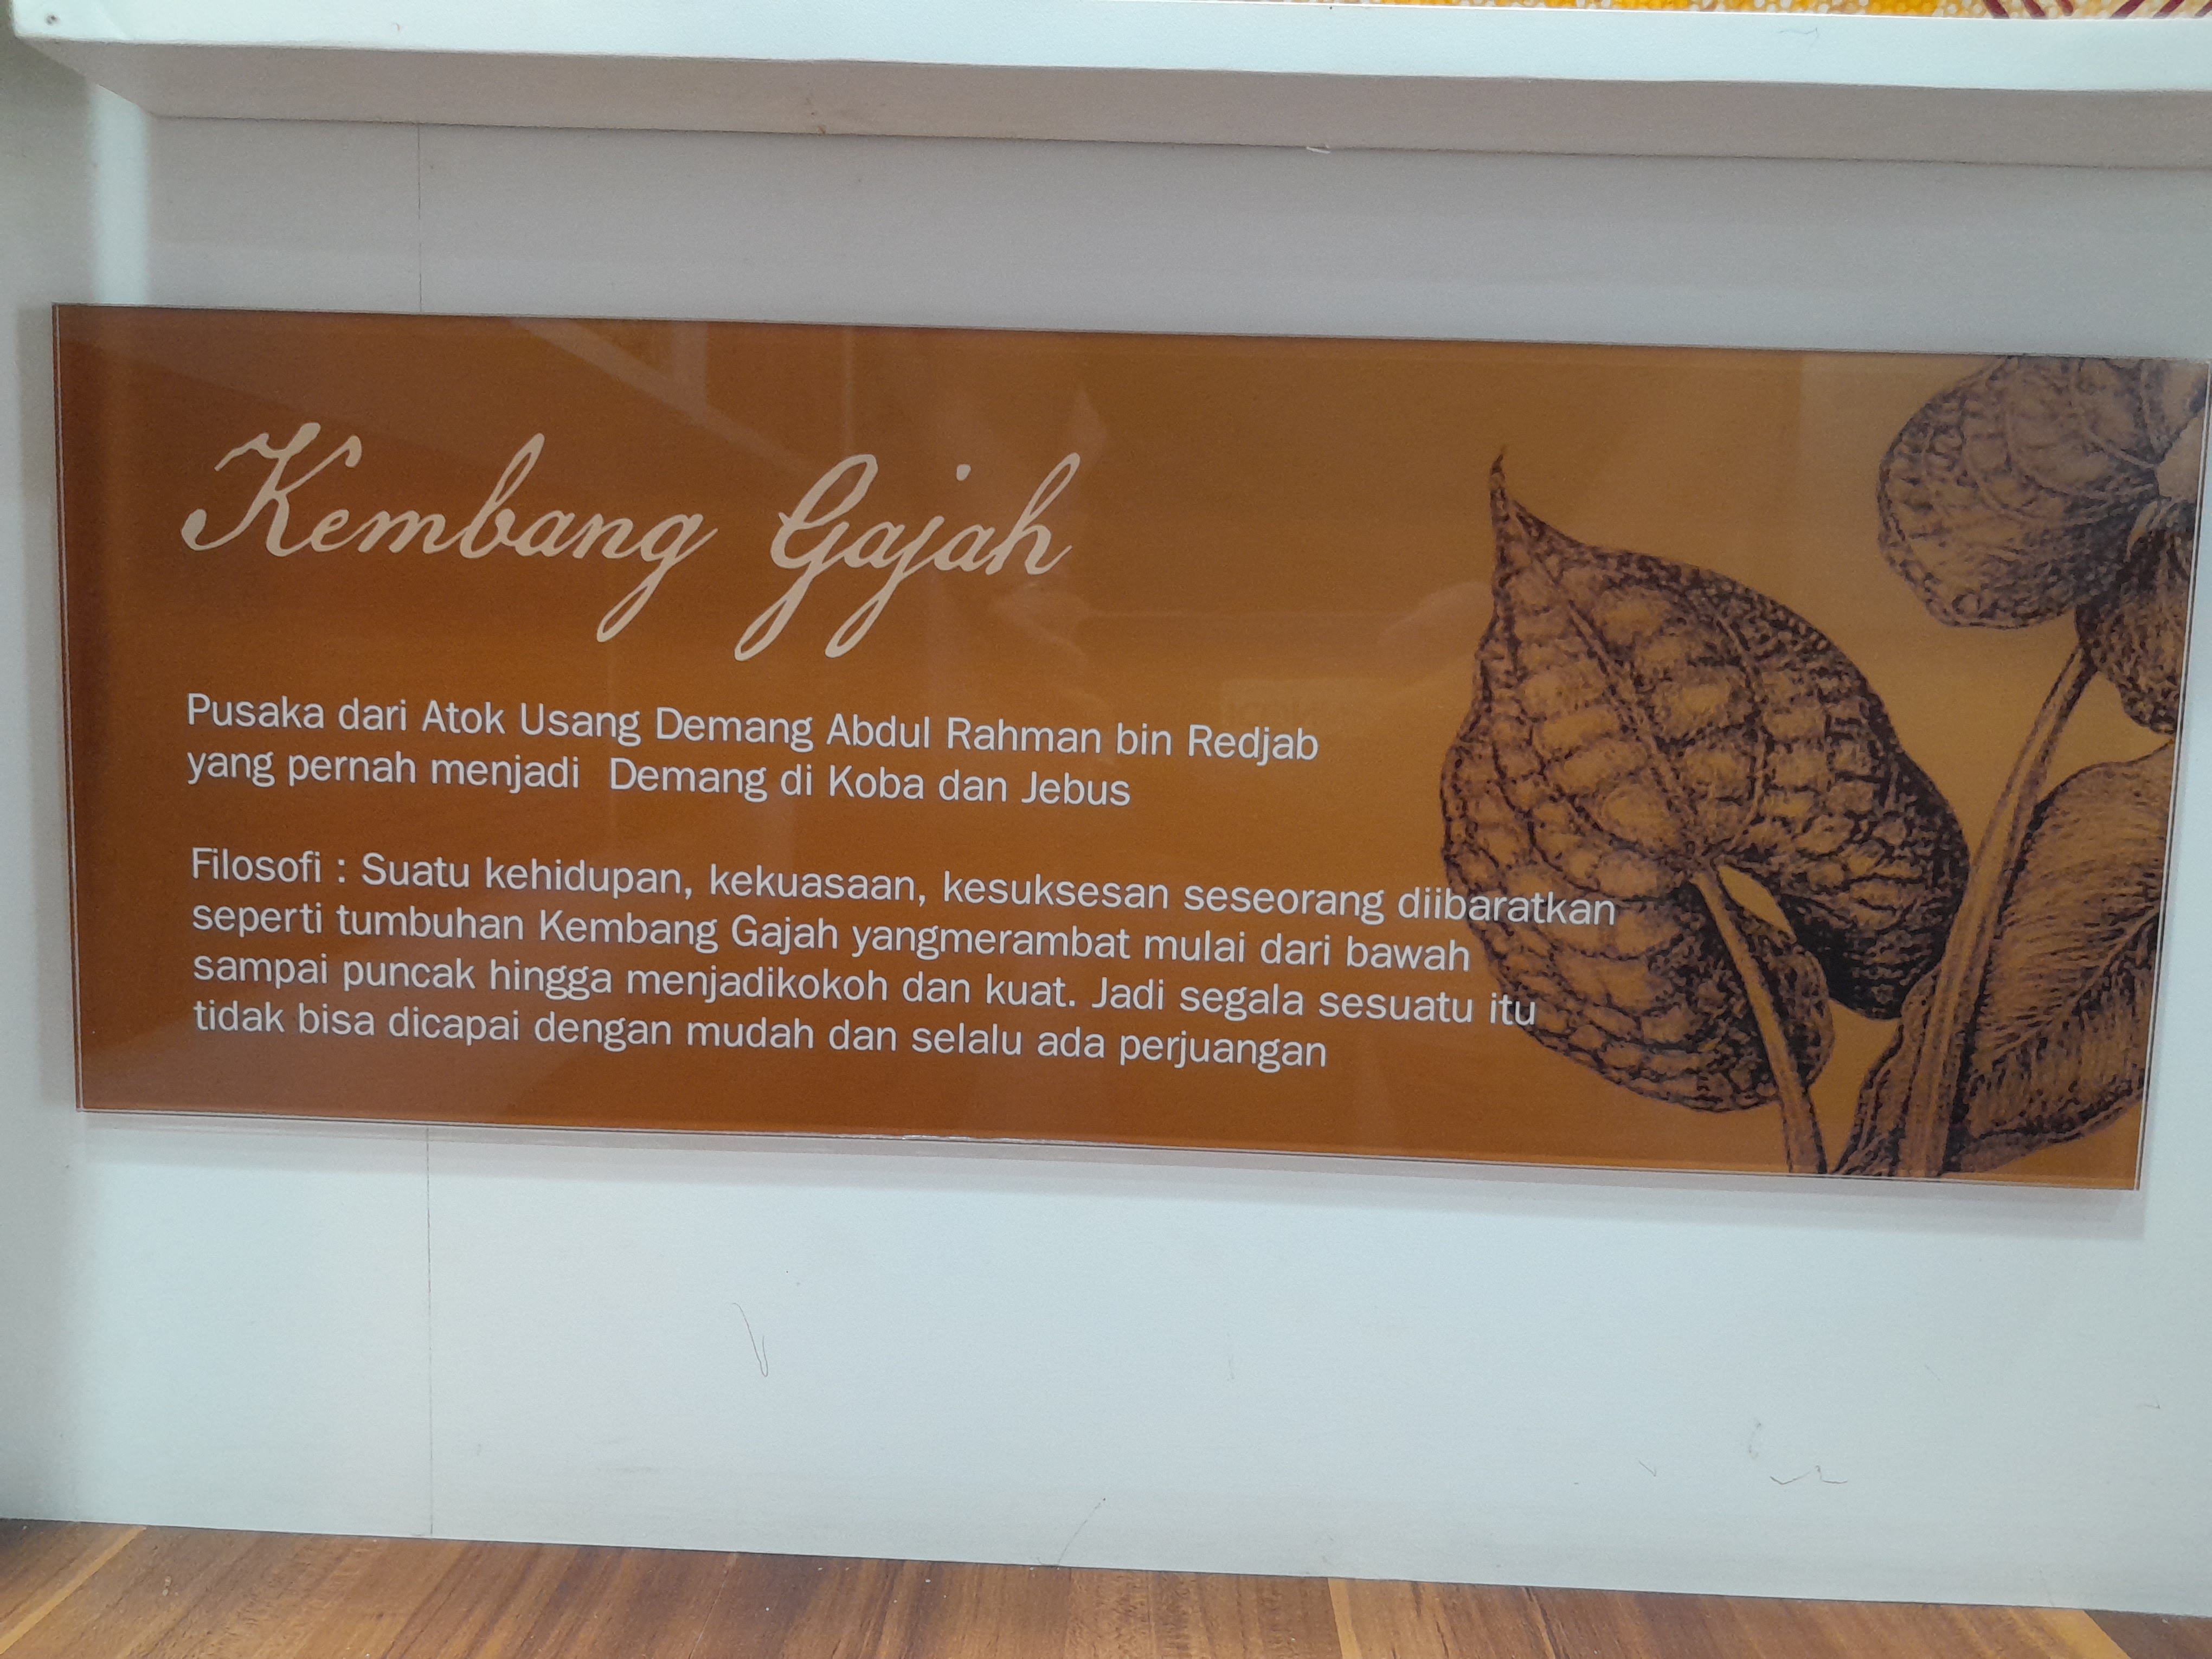 Kembang Gajah
Pusaka dari Atok Usang Demang Abdul Rahman bin Redjab
yang pernah menjadi  Demang di Koba dan Jebus
Filosofi : Suatu kehidupan, kekuasaan, kesuksesan seseorang diibaratkan
seperti tumbuhan Kembang Gajah yangmerambat mulai dari bawah
sampai puncak hingga menjadikokoh dan kuat. Jadi segala sesuatu itu
tidak bisa dicapai dengan mudah dan selalu ada perjuangan